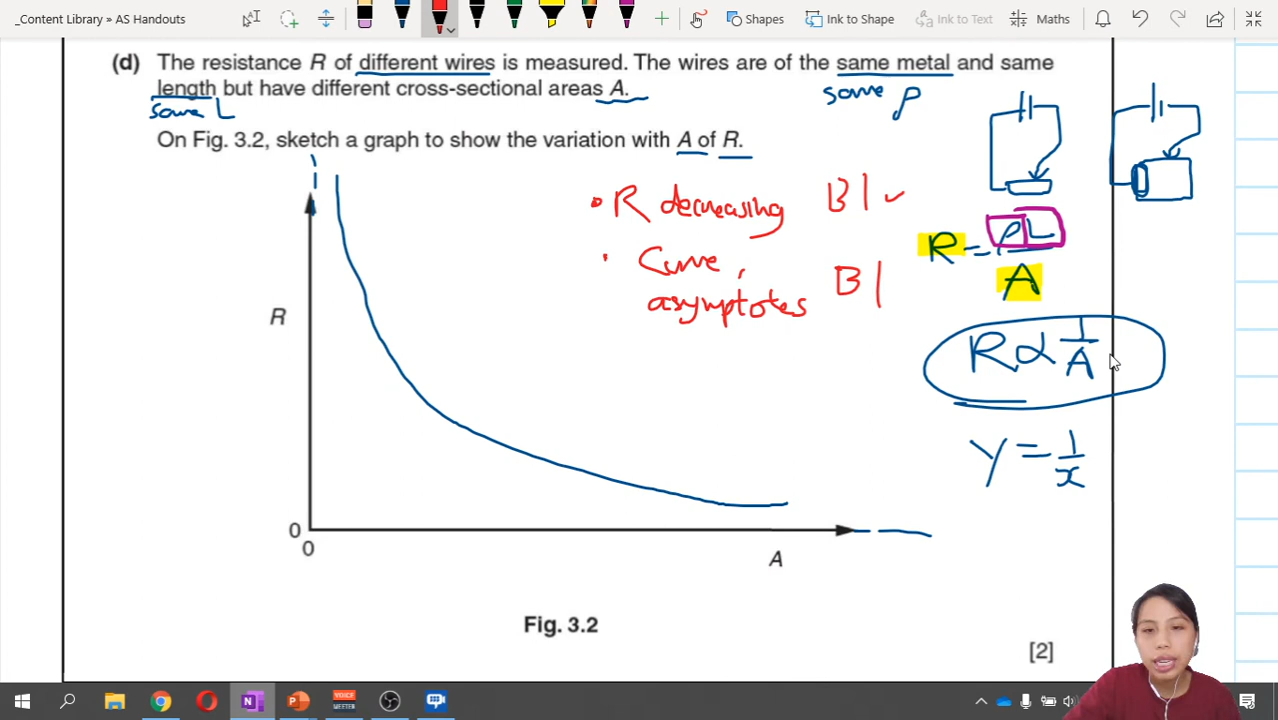 _Content Library » AS Handouts
Shapes
Ink to Shape
Ink to Text
Maths
(d) The resistance R of different wires is measured. The wires are of the same metal and same
length but have different cross-sectional areas A.
same L
same ρ
On Fig. 3.2, sketch a graph to show the variation with A of R.
• R decreasing B1 ✓
• Curve, B1
asymptotes
R = ρL
A
R ∝ 1
A
y = 1
x
R
0
0
A
Fig. 3.2
[2]
VOICE
MEETER